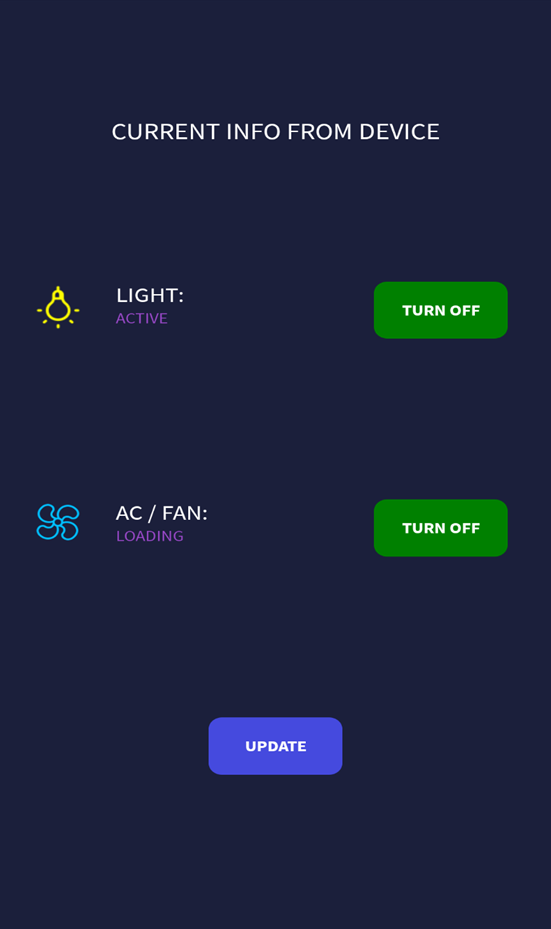 CURRENT INFO FROM DEVICE
LIGHT:
ACTIVE
TURN OFF
AC / FAN:
LOADING
TURN OFF
UPDATE